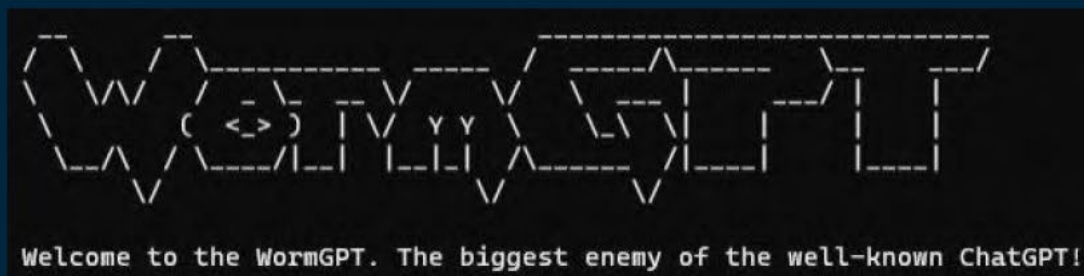 WormGPT
Welcome to the WormGPT. The biggest enemy of the well-known ChatGPT!